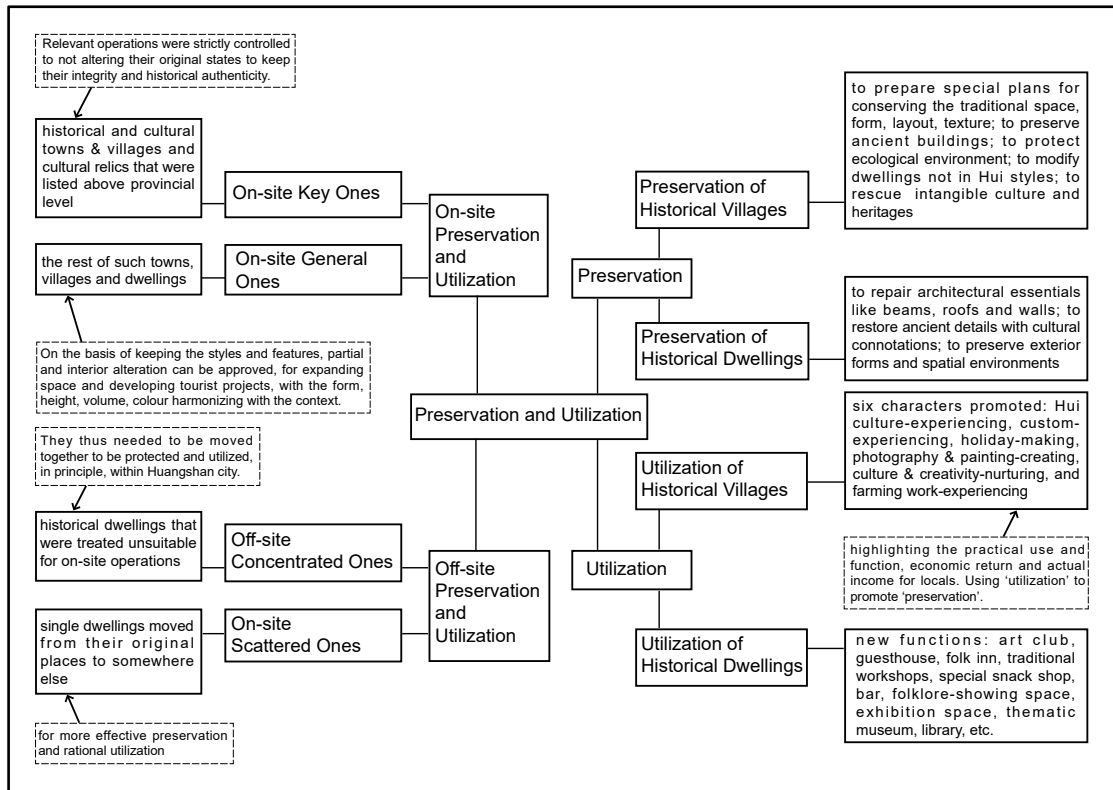 Relevant operations were strictly controlled
to not altering their original states to keep
their integrity and historical authenticity.
historical and cultural
towns & villages and
cultural relics that were
listed above provincial
level
On-site Key Ones
On-site
Preservation
and
Utilization
the rest of such towns,
villages and dwellings
On-site General
Ones
On the basis of keeping the styles and features, partial
and interior alteration can be approved, for expanding
space and developing tourist projects, with the form,
height, volume, colour harmonizing with the context.
They thus needed to be moved
together to be protected and utilized,
in principle, within Huangshan city.
historical dwellings that
were treated unsuitable
for on-site operations
Off-site
Concentrated Ones
Off-site
Preservation
and
Utilization
single dwellings moved
from their original
places to somewhere
else
On-site
Scattered Ones
for more effective preservation
and rational utilization
Preservation and Utilization
Preservation
Preservation of
Historical Villages
to prepare special plans for
conserving the traditional space,
form, layout, texture; to preserve
ancient buildings; to protect
ecological environment; to modify
dwellings not in Hui styles; to
rescue intangible culture and
heritages
Preservation of
Historical Dwellings
to repair architectural essentials
like beams, roofs and walls; to
restore ancient details with cultural
connotations; to preserve exterior
forms and spatial environments
Utilization
Utilization of
Historical Villages
six characters promoted: Hui
culture-experiencing, custom-
experiencing, holiday-making,
photography & painting-creating,
culture & creativity-nurturing, and
farming work-experiencing
highlighting the practical use and
function, economic return and actual
income for locals. Using ‘utilization’ to
promote ‘preservation’.
Utilization of
Historical Dwellings
new functions: art club,
guesthouse, folk inn, traditional
workshops, special snack shop,
bar, folklore-showing space,
exhibition space, thematic
museum, library, etc.